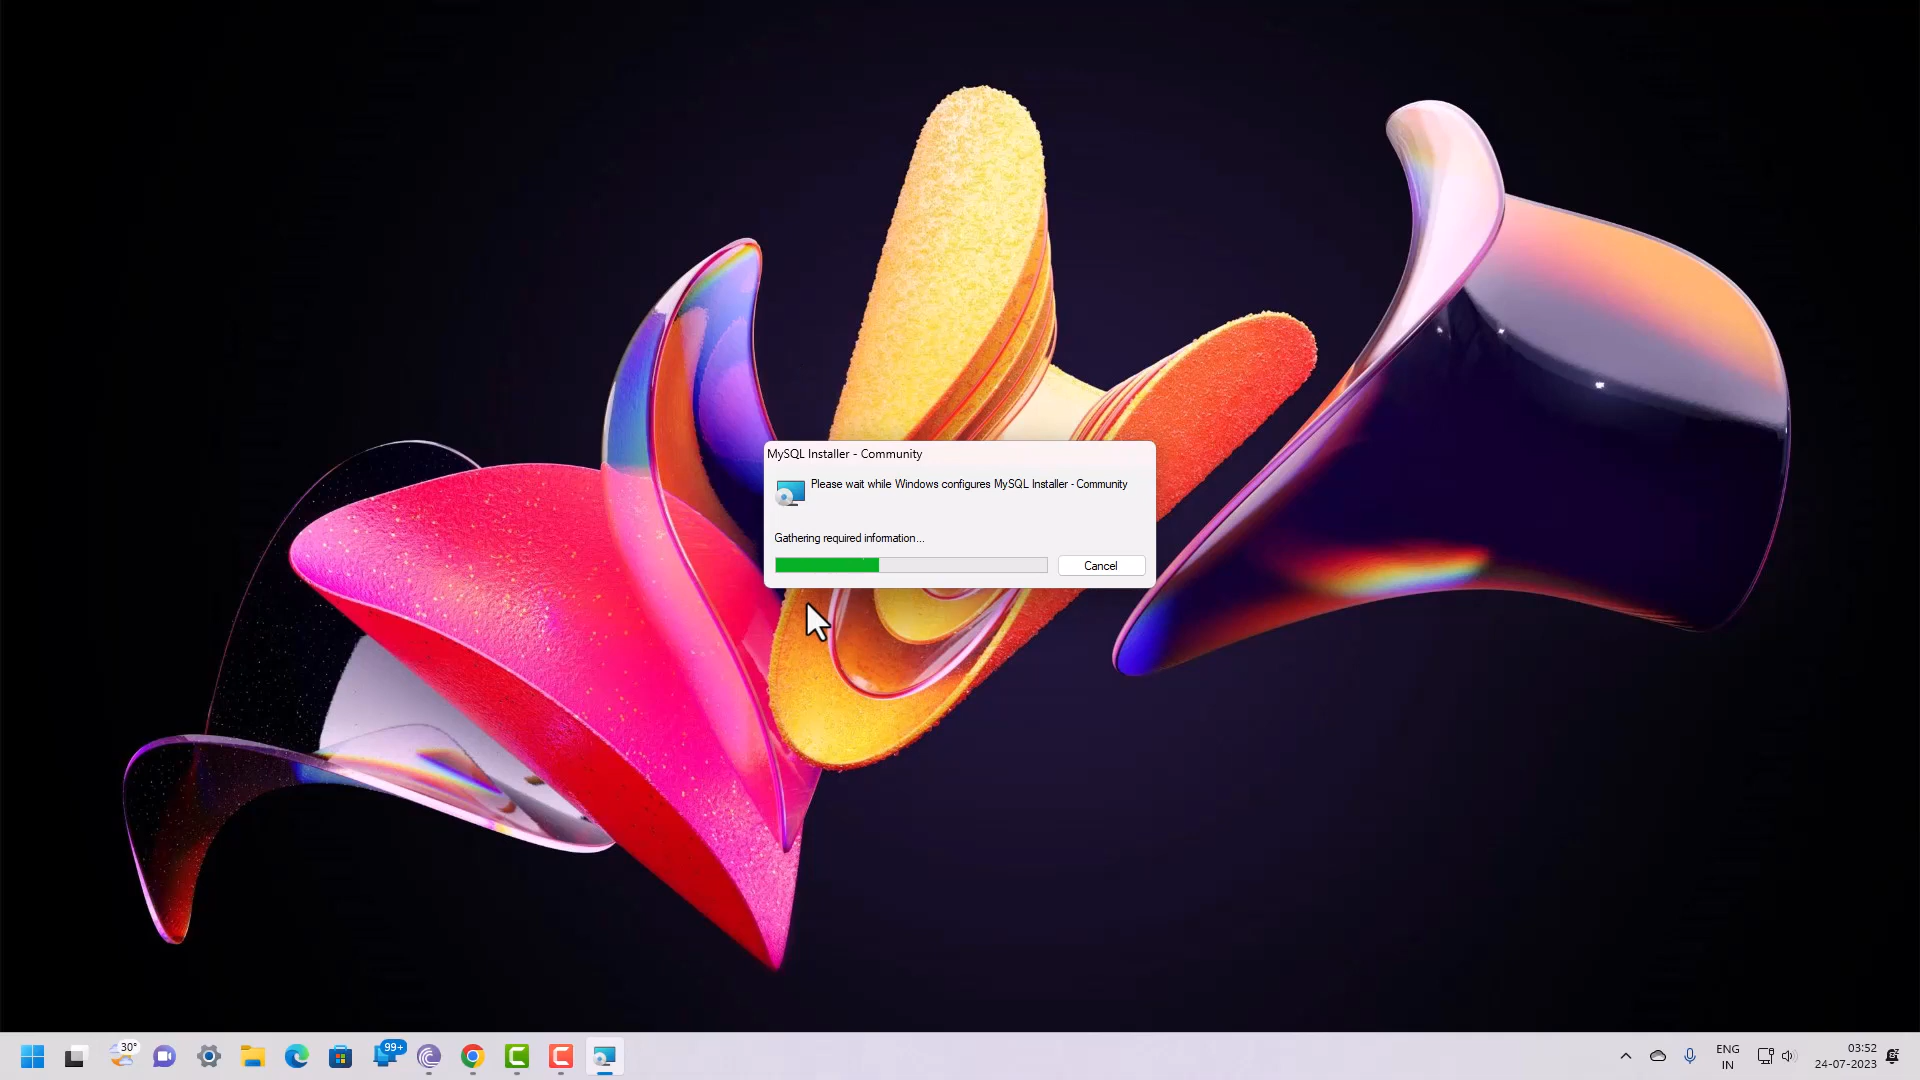 MySQL Installer - Community
Please wait while Windows configures MySQL Installer - Community
Gathering required information...
Cancel
30°
99+
ENG
IN
03:52
24-07-2023